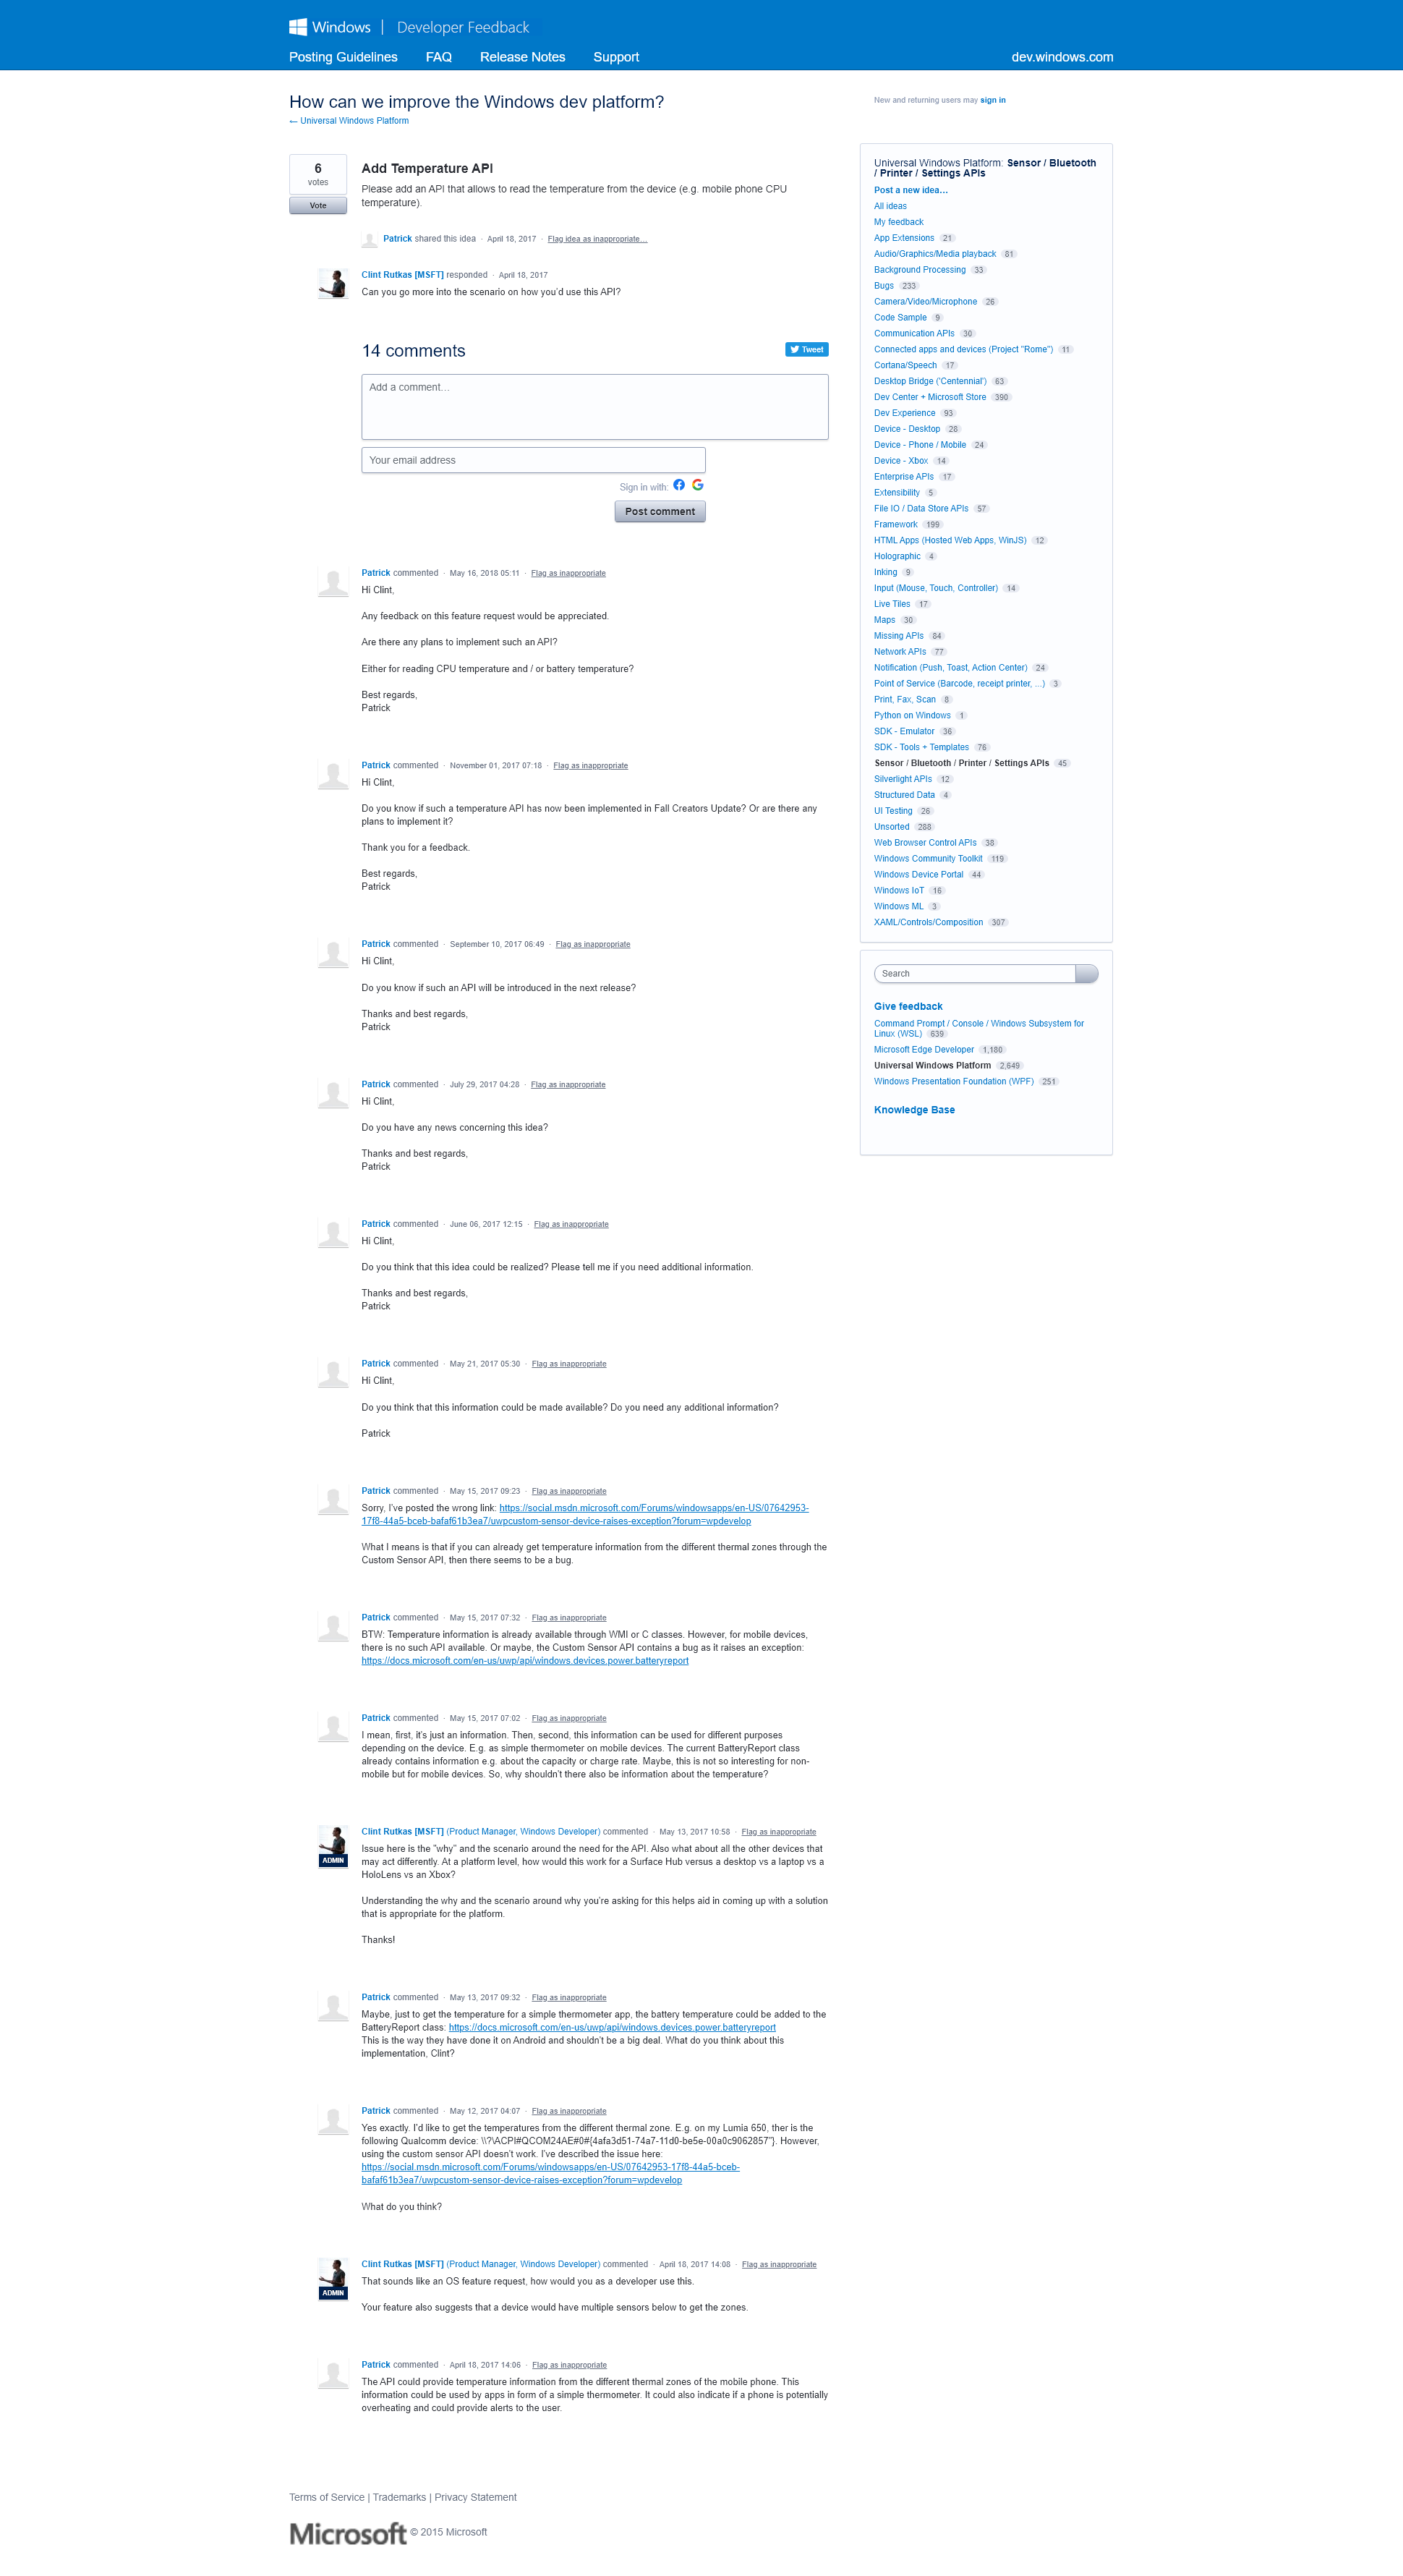 Windows | Developer Feedback
Posting Guidelines FAQ Release Notes Support dev.windows.com
How can we improve the Windows dev platform?
← Universal Windows Platform
New and returning users may sign in
6
votes
Vote
Add Temperature API
Please add an API that allows to read the temperature from the device (e.g. mobile phone CPU
temperature).
Patrick shared this idea · April 18, 2017 · Flag idea as inappropriate…
Clint Rutkas [MSFT] responded · April 18, 2017
Can you go more into the scenario on how you'd use this API?
14 comments
Tweet
Add a comment…
Your email address
Sign in with:
Post comment
Patrick commented · May 16, 2018 05:11 · Flag as inappropriate
Hi Clint,
Any feedback on this feature request would be appreciated.
Are there any plans to implement such an API?
Either for reading CPU temperature and / or battery temperature?
Best regards,
Patrick
Patrick commented · November 01, 2017 07:18 · Flag as inappropriate
Hi Clint,
Do you know if such a temperature API has now been implemented in Fall Creators Update? Or are there any
plans to implement it?
Thank you for a feedback.
Best regards,
Patrick
Patrick commented · September 10, 2017 06:49 · Flag as inappropriate
Hi Clint,
Do you know if such an API will be introduced in the next release?
Thanks and best regards,
Patrick
Patrick commented · July 29, 2017 04:28 · Flag as inappropriate
Hi Clint,
Do you have any news concerning this idea?
Thanks and best regards,
Patrick
Patrick commented · June 06, 2017 12:15 · Flag as inappropriate
Hi Clint,
Do you think that this idea could be realized? Please tell me if you need additional information.
Thanks and best regards,
Patrick
Patrick commented · May 21, 2017 05:30 · Flag as inappropriate
Hi Clint,
Do you think that this information could be made available? Do you need any additional information?
Patrick
Patrick commented · May 15, 2017 09:23 · Flag as inappropriate
Sorry, I've posted the wrong link: https://social.msdn.microsoft.com/Forums/windowsapps/en-US/07642953-
17f8-44a5-bceb-bafaf61b3ea7/uwpcustom-sensor-device-raises-exception?forum=wpdevelop
What I means is that if you can already get temperature information from the different thermal zones through the
Custom Sensor API, then there seems to be a bug.
Patrick commented · May 15, 2017 07:32 · Flag as inappropriate
BTW: Temperature information is already available through WMI or C classes. However, for mobile devices,
there is no such API available. Or maybe, the Custom Sensor API contains a bug as it raises an exception:
https://docs.microsoft.com/en-us/uwp/api/windows.devices.power.batteryreport
Patrick commented · May 15, 2017 07:02 · Flag as inappropriate
I mean, first, it's just an information. Then, second, this information can be used for different purposes
depending on the device. E.g. as simple thermometer on mobile devices. The current BatteryReport class
already contains information e.g. about the capacity or charge rate. Maybe, this is not so interesting for non-
mobile but for mobile devices. So, why shouldn't there also be information about the temperature?
ADMIN
Clint Rutkas [MSFT] (Product Manager, Windows Developer) commented · May 13, 2017 10:58 · Flag as inappropriate
Issue here is the "why" and the scenario around the need for the API. Also what about all the other devices that
may act differently. At a platform level, how would this work for a Surface Hub versus a desktop vs a laptop vs a
HoloLens vs an Xbox?
Understanding the why and the scenario around why you're asking for this helps aid in coming up with a solution
that is appropriate for the platform.
Thanks!
Patrick commented · May 13, 2017 09:32 · Flag as inappropriate
Maybe, just to get the temperature for a simple thermometer app, the battery temperature could be added to the
BatteryReport class: https://docs.microsoft.com/en-us/uwp/api/windows.devices.power.batteryreport
This is the way they have done it on Android and shouldn't be a big deal. What do you think about this
implementation, Clint?
Patrick commented · May 12, 2017 04:07 · Flag as inappropriate
Yes exactly. I'd like to get the temperatures from the different thermal zone. E.g. on my Lumia 650, ther is the
following Qualcomm device: \\?\ACPI#QCOM24AE#0#{4afa3d51-74a7-11d0-be5e-00a0c9062857"}. However,
using the custom sensor API doesn't work. I've described the issue here:
https://social.msdn.microsoft.com/Forums/windowsapps/en-US/07642953-17f8-44a5-bceb-
bafaf61b3ea7/uwpcustom-sensor-device-raises-exception?forum=wpdevelop
What do you think?
ADMIN
Clint Rutkas [MSFT] (Product Manager, Windows Developer) commented · April 18, 2017 14:08 · Flag as inappropriate
That sounds like an OS feature request, how would you as a developer use this.
Your feature also suggests that a device would have multiple sensors below to get the zones.
Patrick commented · April 18, 2017 14:06 · Flag as inappropriate
The API could provide temperature information from the different thermal zones of the mobile phone. This
information could be used by apps in form of a simple thermometer. It could also indicate if a phone is potentially
overheating and could provide alerts to the user.
Universal Windows Platform: Sensor / Bluetooth
/ Printer / Settings APIs
Post a new idea…
All ideas
My feedback
App Extensions 21
Audio/Graphics/Media playback 81
Background Processing 33
Bugs 233
Camera/Video/Microphone 26
Code Sample 9
Communication APIs 30
Connected apps and devices (Project "Rome") 11
Cortana/Speech 17
Desktop Bridge ('Centennial') 63
Dev Center + Microsoft Store 390
Dev Experience 93
Device - Desktop 28
Device - Phone / Mobile 24
Device - Xbox 14
Enterprise APIs 17
Extensibility 5
File IO / Data Store APIs 57
Framework 199
HTML Apps (Hosted Web Apps, WinJS) 12
Holographic 4
Inking 9
Input (Mouse, Touch, Controller) 14
Live Tiles 17
Maps 30
Missing APIs 84
Network APIs 77
Notification (Push, Toast, Action Center) 24
Point of Service (Barcode, receipt printer, ...) 3
Print, Fax, Scan 8
Python on Windows 1
SDK - Emulator 36
SDK - Tools + Templates 76
Sensor / Bluetooth / Printer / Settings APIs 45
Silverlight APIs 12
Structured Data 4
UI Testing 26
Unsorted 288
Web Browser Control APIs 38
Windows Community Toolkit 119
Windows Device Portal 44
Windows IoT 16
Windows ML 3
XAML/Controls/Composition 307
Search
Give feedback
Command Prompt / Console / Windows Subsystem for
Linux (WSL) 639
Microsoft Edge Developer 1,180
Universal Windows Platform 2,649
Windows Presentation Foundation (WPF) 251
Knowledge Base
Terms of Service | Trademarks | Privacy Statement
Microsoft © 2015 Microsoft